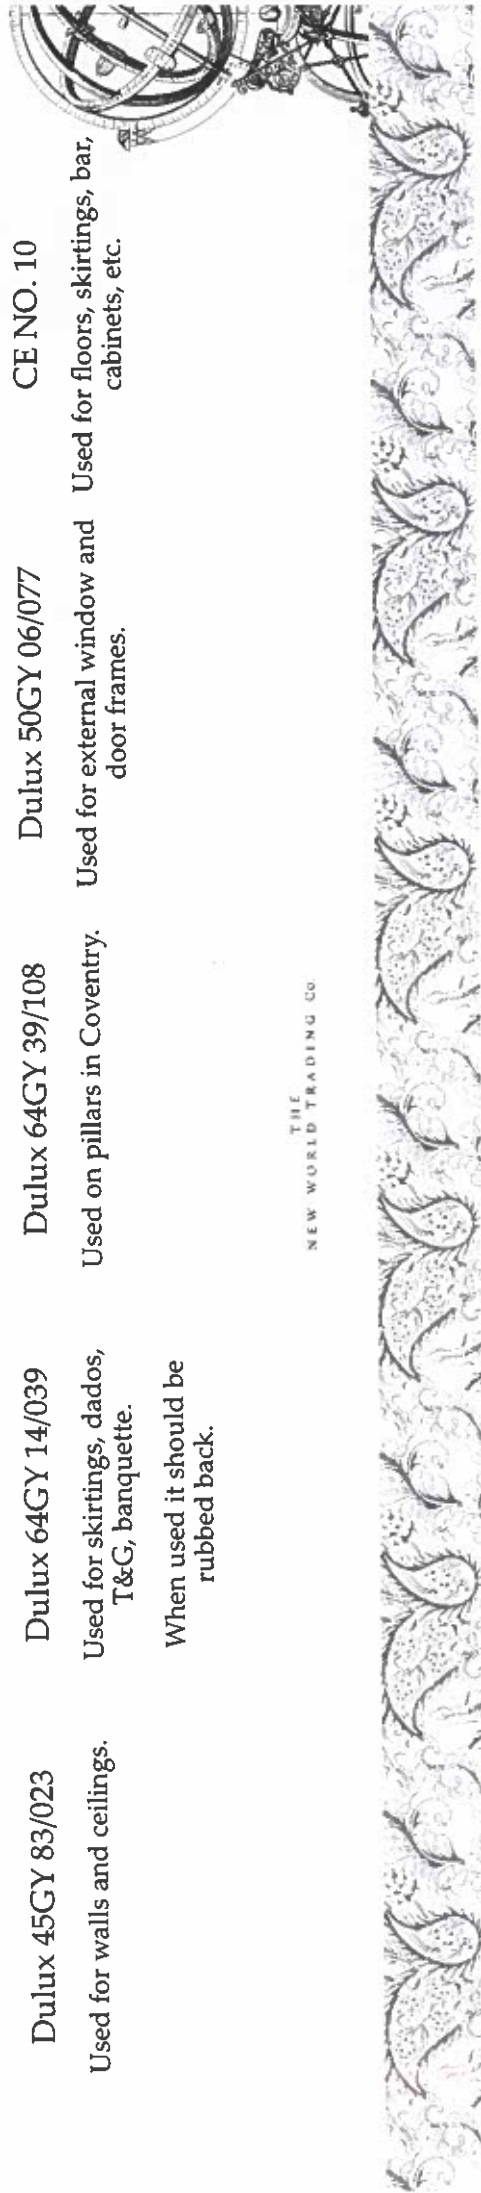 Dulux 45GY 83/023
Used for walls and ceilings.
Dulux 64GY 14/039
Used for skirtings, dados,
T&G, banquette.
When used it should be
rubbed back.
Dulux 64GY 39/108
Used on pillars in Coventry.
Dulux 50GY 06/077
Used for external window and
door frames.
CE NO. 10
Used for floors, skirtings, bar,
cabinets, etc.
THE
NEW WORLD TRADING Co.